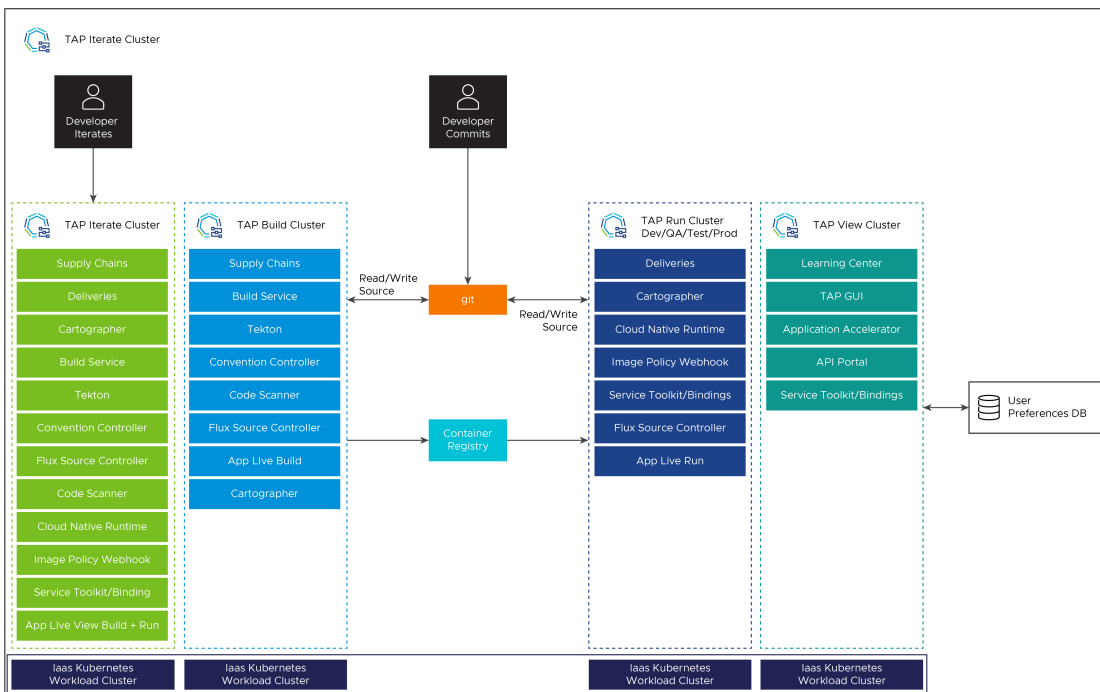 TAP Iterate Cluster
Developer
Iterates
Developer
Commits
TAP Iterate Cluster
Supply Chains
Deliveries
Cartographer
Build Service
Tekton
Convention Controller
Flux Source Controller
Code Scanner
Cloud Native Runtime
Image Policy Webhook
Service Toolkit/Binding
App LIve View Build + Run
TAP Build Cluster
Supply Chains
Build Service
Tekton
Convention Controller
Code Scanner
Flux Source Controller
App LIve Build
Cartographer
Read/Write
Source
git
Read/Write
Source
Container
Registry
TAP Run Cluster
Dev/QA/Test/Prod
Deliveries
Cartographer
Cloud Native Runtime
Image Policy Webhook
Service Toolkit/Bindings
Flux Source Controller
App Live Run
TAP View Cluster
Learning Center
TAP GUI
Application Accelerator
API Portal
Service Toolkit/Bindings
User
Preferences DB
Iaas Kubernetes
Workload Cluster
Iaas Kubernetes
Workload Cluster
Iaas Kubernetes
Workload Cluster
Iaas Kubernetes
Workload Cluster